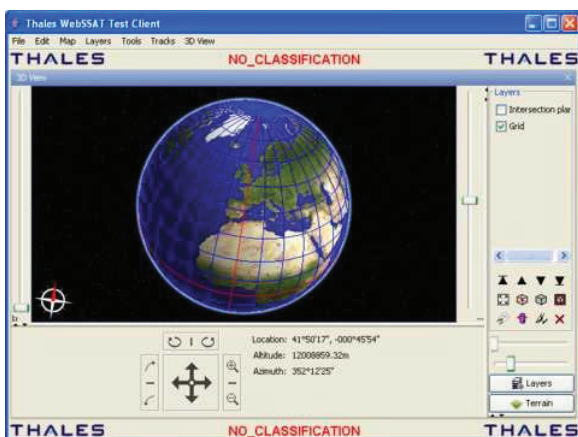 Thales WebSSAT Test Client
File Edit Map Layers Tools Tracks 3D View
THALES NO_CLASSIFICATION THALES
3D View
Layers
Intersection plar
Grid
Location: 41°50'17", -000°45'54"
Altitude: 12008859.32m
Azimuth: 352°12'25"
Layers
Terrain
THALES NO_CLASSIFICATION THALES